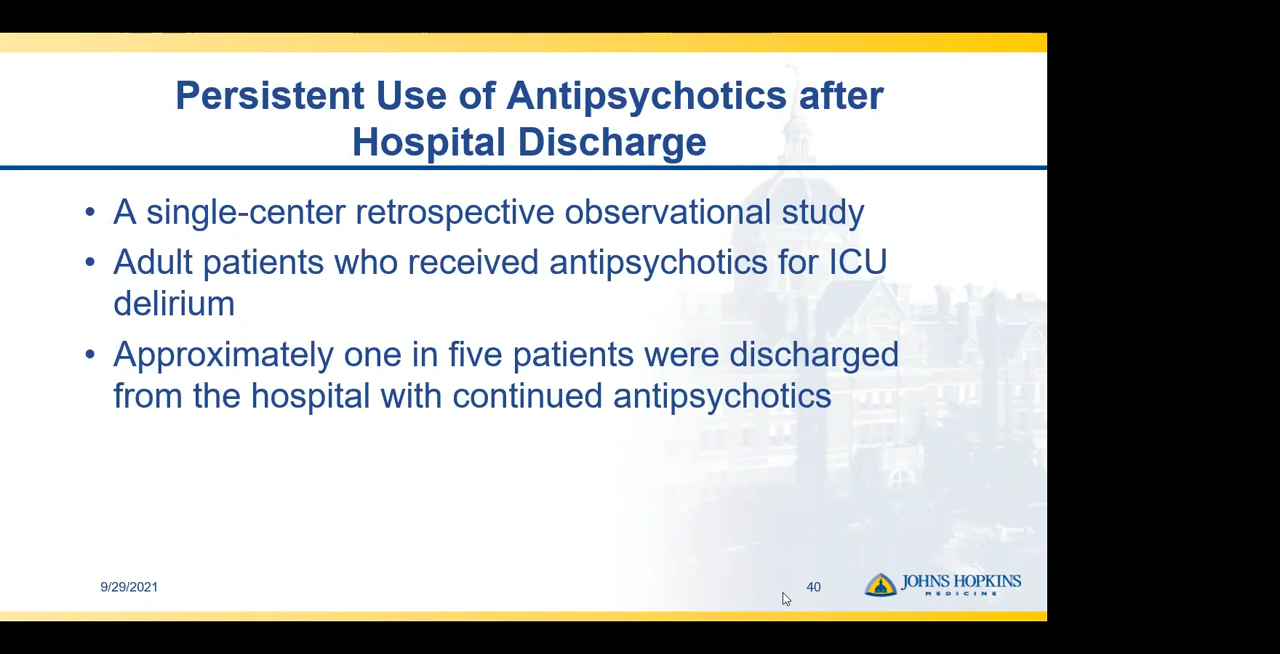 Persistent Use of Antipsychotics after
Hospital Discharge
• A single-center retrospective observational study
• Adult patients who received antipsychotics for ICU
delirium
• Approximately one in five patients were discharged
from the hospital with continued antipsychotics
9/29/2021
40
JOHNS HOPKINS
MEDICINE